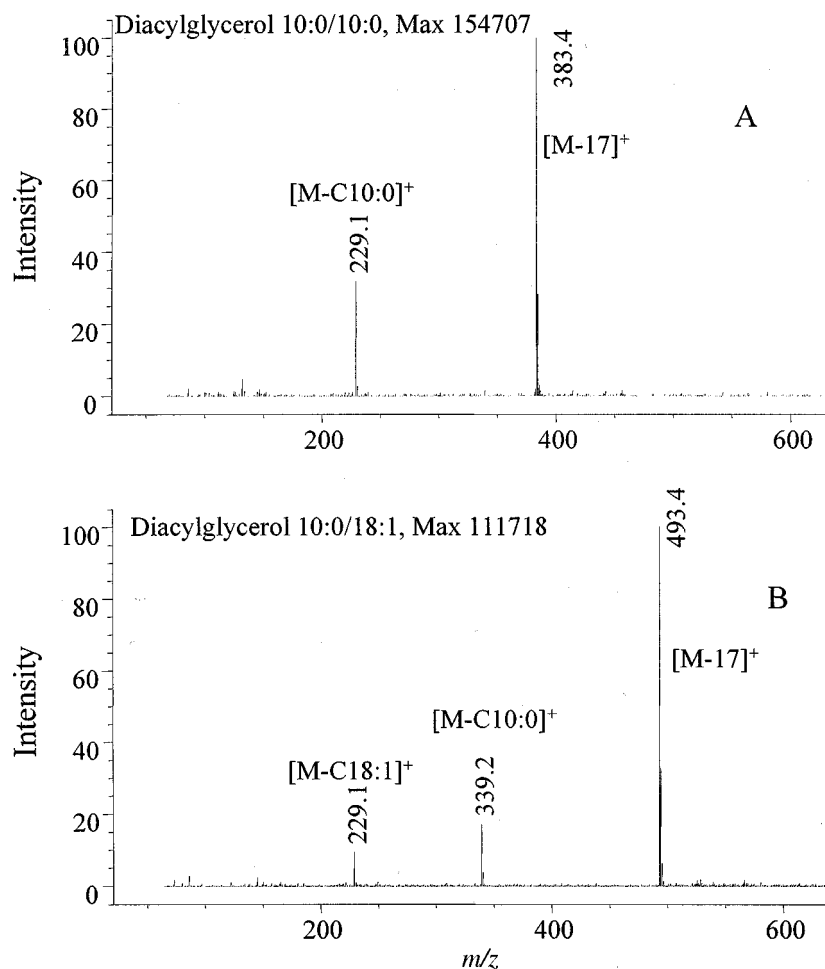 Diacylglycerol 10:0/10:0, Max 154707
100
80
60
40
20
0
Intensity
383.4
A
[M-17]⁺
[M-C10:0]⁺
229.1
200
400
600
Diacylglycerol 10:0/18:1, Max 111718
100
80
60
40
20
0
Intensity
493.4
B
[M-17]⁺
[M-C10:0]⁺
339.2
[M-C18:1]⁺
229.1
200
400
600
m/z